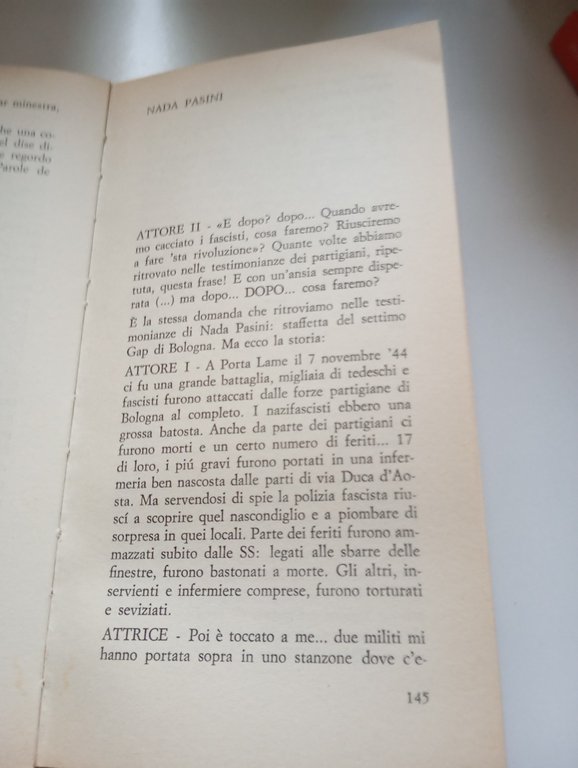 minestra,
he una co-
el dise di-
e regordo
Parole de
NADA PASINI
ATTORE II - «E dopo? dopo... Quando avre-
mo cacciato i fascisti, cosa faremo? Riusciremo
a fare 'sta rivoluzione»? Quante volte abbiamo
ritrovato nelle testimonianze dei partigiani, ripe-
tuta, questa frase! E con un'ansia sempre dispe-
rata (...) ma dopo... DOPO... cosa faremo?
È la stessa domanda che ritroviamo nelle testi-
monianze di Nada Pasini: staffetta del settimo
Gap di Bologna. Ma ecco la storia:
ATTORE I - A Porta Lame il 7 novembre '44
ci fu una grande battaglia, migliaia di tedeschi e
fascisti furono attaccati dalle forze partigiane di
Bologna al completo. I nazifascisti ebbero una
grossa batosta. Anche da parte dei partigiani ci
furono morti e un certo numero di feriti... 17
di loro, i piú gravi furono portati in una infer-
meria ben nascosta dalle parti di via Duca d'Ao-
sta. Ma servendosi di spie la polizia fascista riu-
scí a scoprire quel nascondiglio e a piombare di
sorpresa in quei locali. Parte dei feriti furono am-
mazzati subito dalle SS: legati alle sbarre delle
finestre, furono bastonati a morte. Gli altri, in-
servienti e infermiere comprese, furono torturati
e seviziati.
ATTRICE - Poi è toccato a me... due militi mi
hanno portata sopra in uno stanzone dove c'e-
145